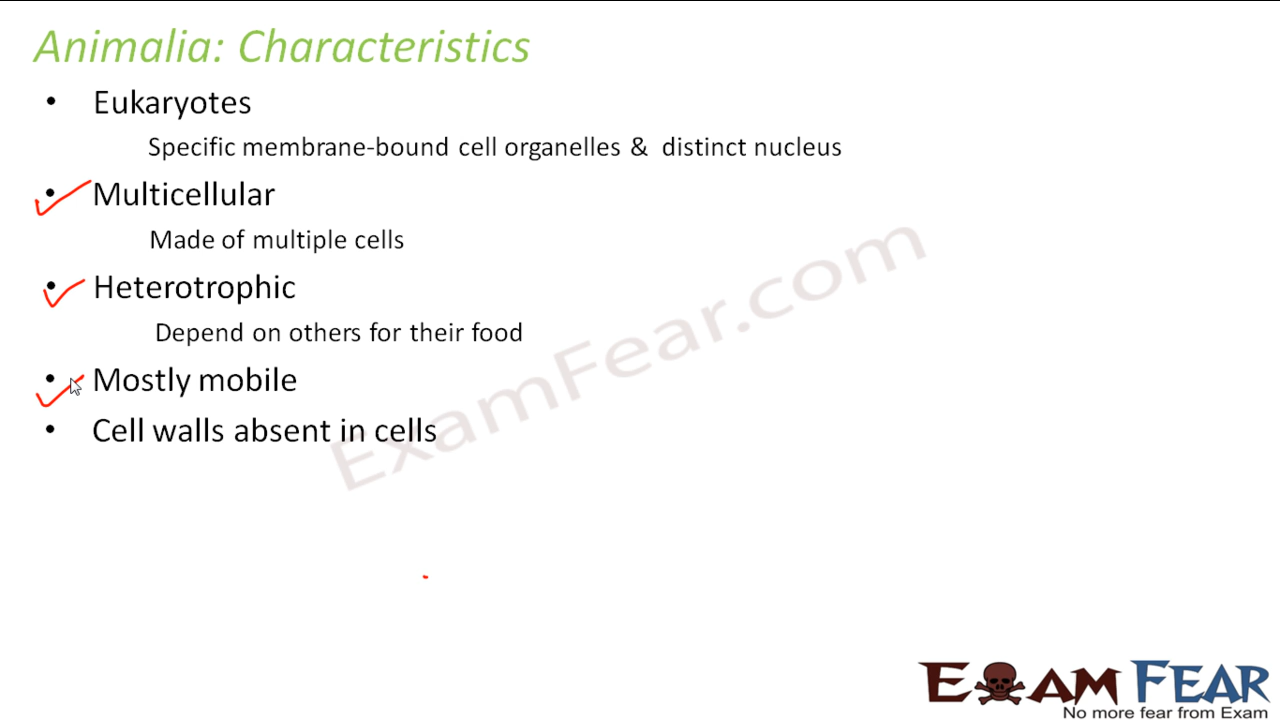 Animalia: Characteristics
• Eukaryotes
Specific membrane-bound cell organelles & distinct nucleus
• Multicellular
Made of multiple cells
• Heterotrophic
Depend on others for their food
• Mostly mobile
• Cell walls absent in cells
ExamFear.com
EXAM FEAR
No more fear from Exam